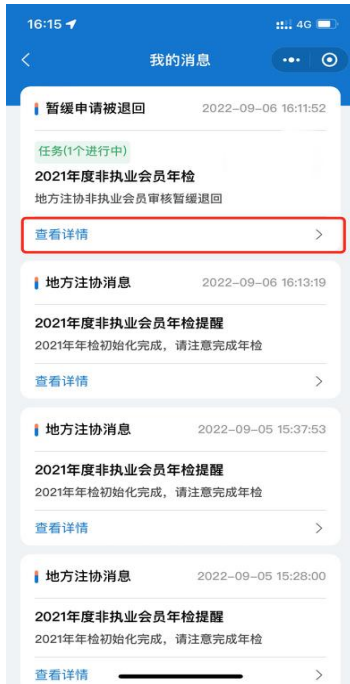 16:15
4G
我的消息
暂缓申请被退回
2022-09-06 16:11:52
任务(1个进行中)
2021年度非执业会员年检
地方注协非执业会员审核暂缓退回
查看详情
地方注协消息
2022-09-06 16:13:19
2021年度非执业会员年检提醒
2021年年检初始化完成，请注意完成年检
查看详情
地方注协消息
2022-09-05 15:37:53
2021年度非执业会员年检提醒
2021年年检初始化完成，请注意完成年检
查看详情
地方注协消息
2022-09-05 15:28:00
2021年度非执业会员年检提醒
2021年年检初始化完成，请注意完成年检
查看详情